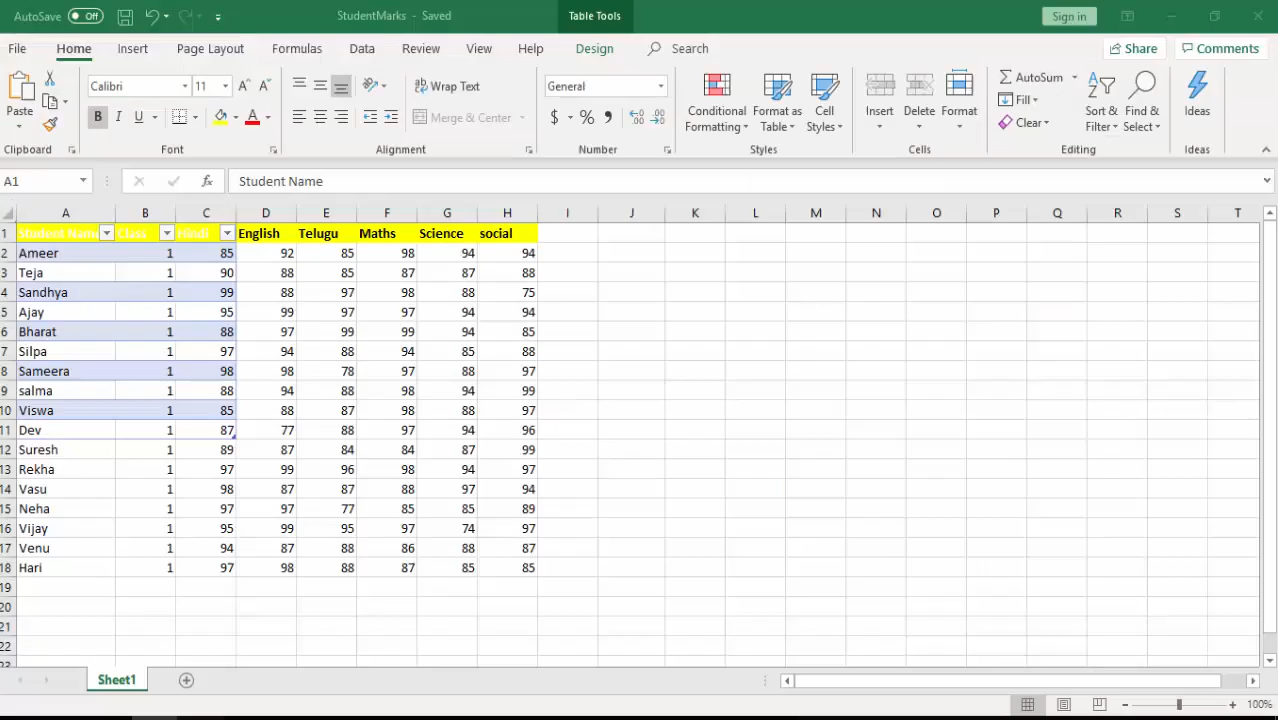 AutoSave Off StudentMarks - Saved Table Tools Sign in
File Home Insert Page Layout Formulas Data Review View Help Design Search Share Comments
Paste Calibri 11 A A Wrap Text General Conditional Formatting Format as Table Cell Styles Insert Delete Format AutoSum Fill Clear Sort & Filter Find & Select Ideas
B I U A Merge & Center $ % ,
Clipboard Font Alignment Number Styles Cells Editing Ideas
A1 fx Student Name
A B C D E F G H I J K L M N O P Q R S T
1 Student Name Class Hindi English Telugu Maths Science social
2 Ameer 1 85 92 85 98 94 94
3 Teja 1 90 88 85 87 87 88
4 Sandhya 1 99 88 97 98 88 75
5 Ajay 1 95 99 97 97 94 94
6 Bharat 1 88 97 99 99 94 85
7 Silpa 1 97 94 88 94 85 88
8 Sameera 1 98 98 78 97 88 97
9 salma 1 88 94 88 98 94 99
10 Viswa 1 85 88 87 98 88 97
11 Dev 1 87 77 88 97 94 96
12 Suresh 1 89 87 84 84 87 99
13 Rekha 1 97 99 96 98 94 97
14 Vasu 1 98 87 87 88 97 94
15 Neha 1 97 97 77 85 85 89
16 Vijay 1 95 99 95 97 74 97
17 Venu 1 94 87 88 86 88 87
18 Hari 1 97 98 88 87 85 85
19
20
21
22
23
Sheet1
100%